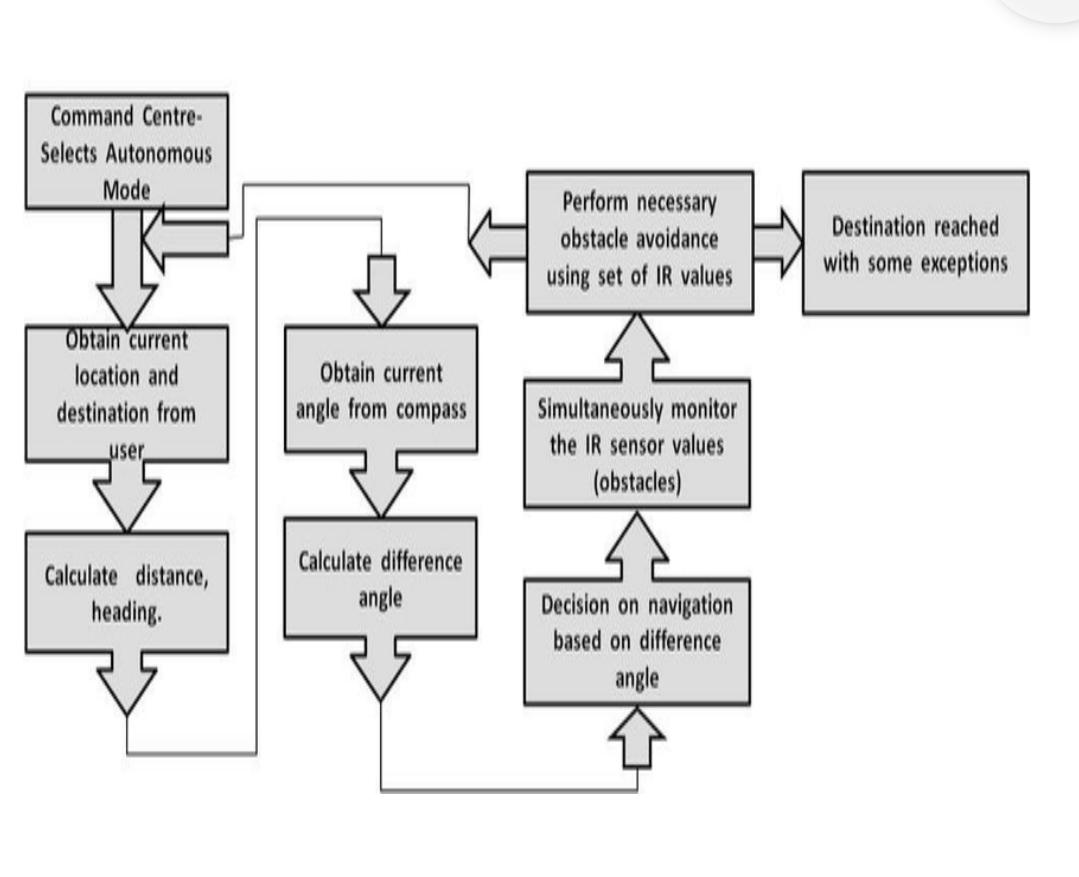 Command Centre-
Selects Autonomous
Mode
Obtain current
location and
destination from
user
Calculate distance,
heading.
Obtain current
angle from compass
Calculate difference
angle
Decision on navigation
based on difference
angle
Simultaneously monitor
the IR sensor values
(obstacles)
Perform necessary
obstacle avoidance
using set of IR values
Destination reached
with some exceptions